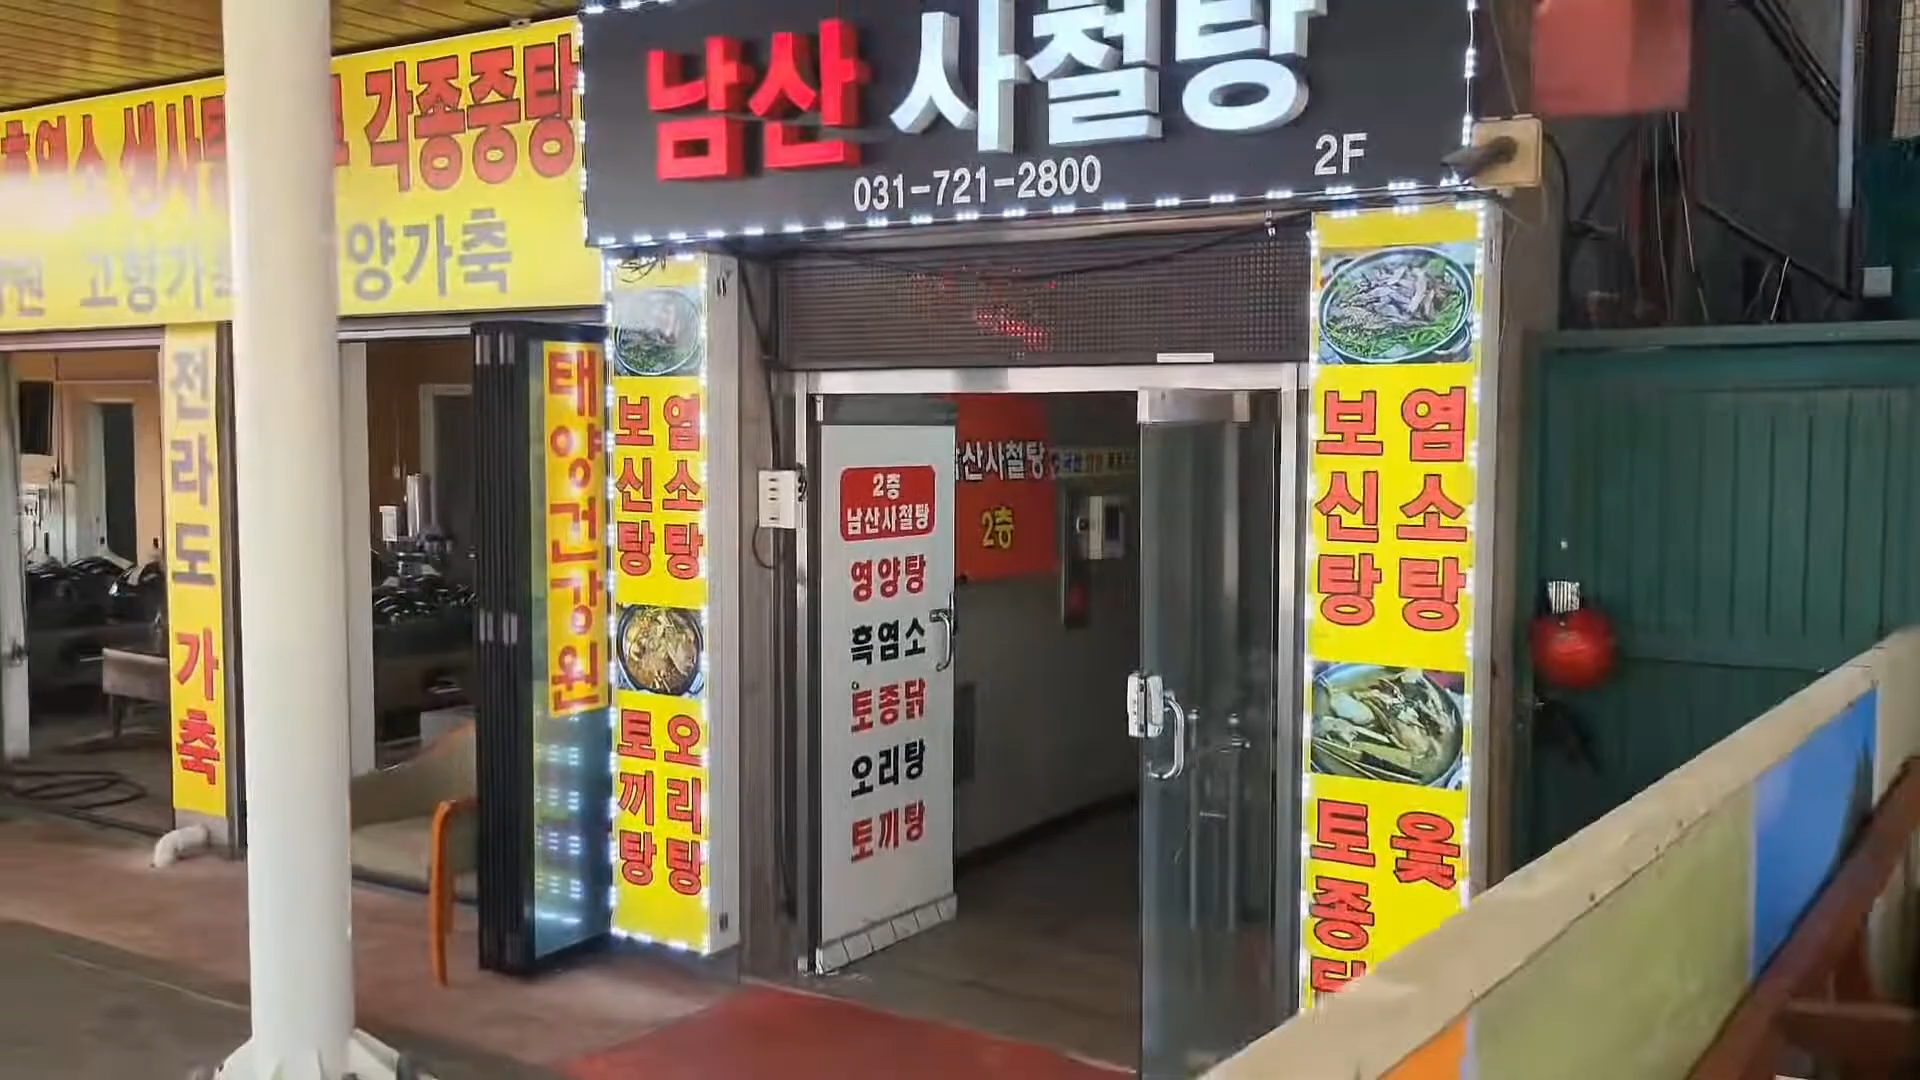 각종중탕
고향가축
양가축
전라도 가축
태양건강원
남산 사철탕
031-721-2800
2F
보신탕
염소탕
토끼탕
오리탕
2층
남산사철탕
영양탕
흑염소
토종닭
오리탕
토끼탕
남산사철탕
2층
보신탕
염소탕
토종닭
옻